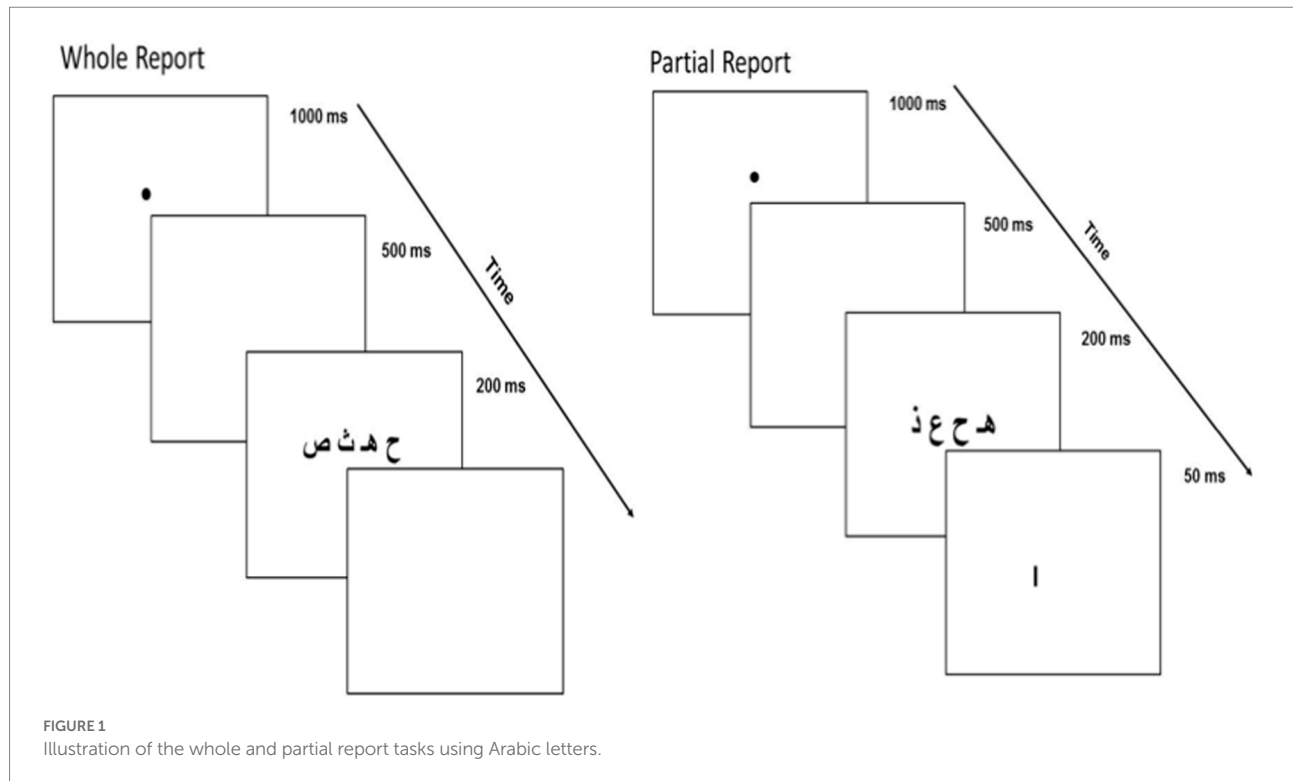 Whole Report
1000 ms
500 ms
Time
200 ms
ح هـ ث ص
Partial Report
1000 ms
500 ms
Time
200 ms
هـ ح ع ذ
50 ms
ا
FIGURE 1
Illustration of the whole and partial report tasks using Arabic letters.